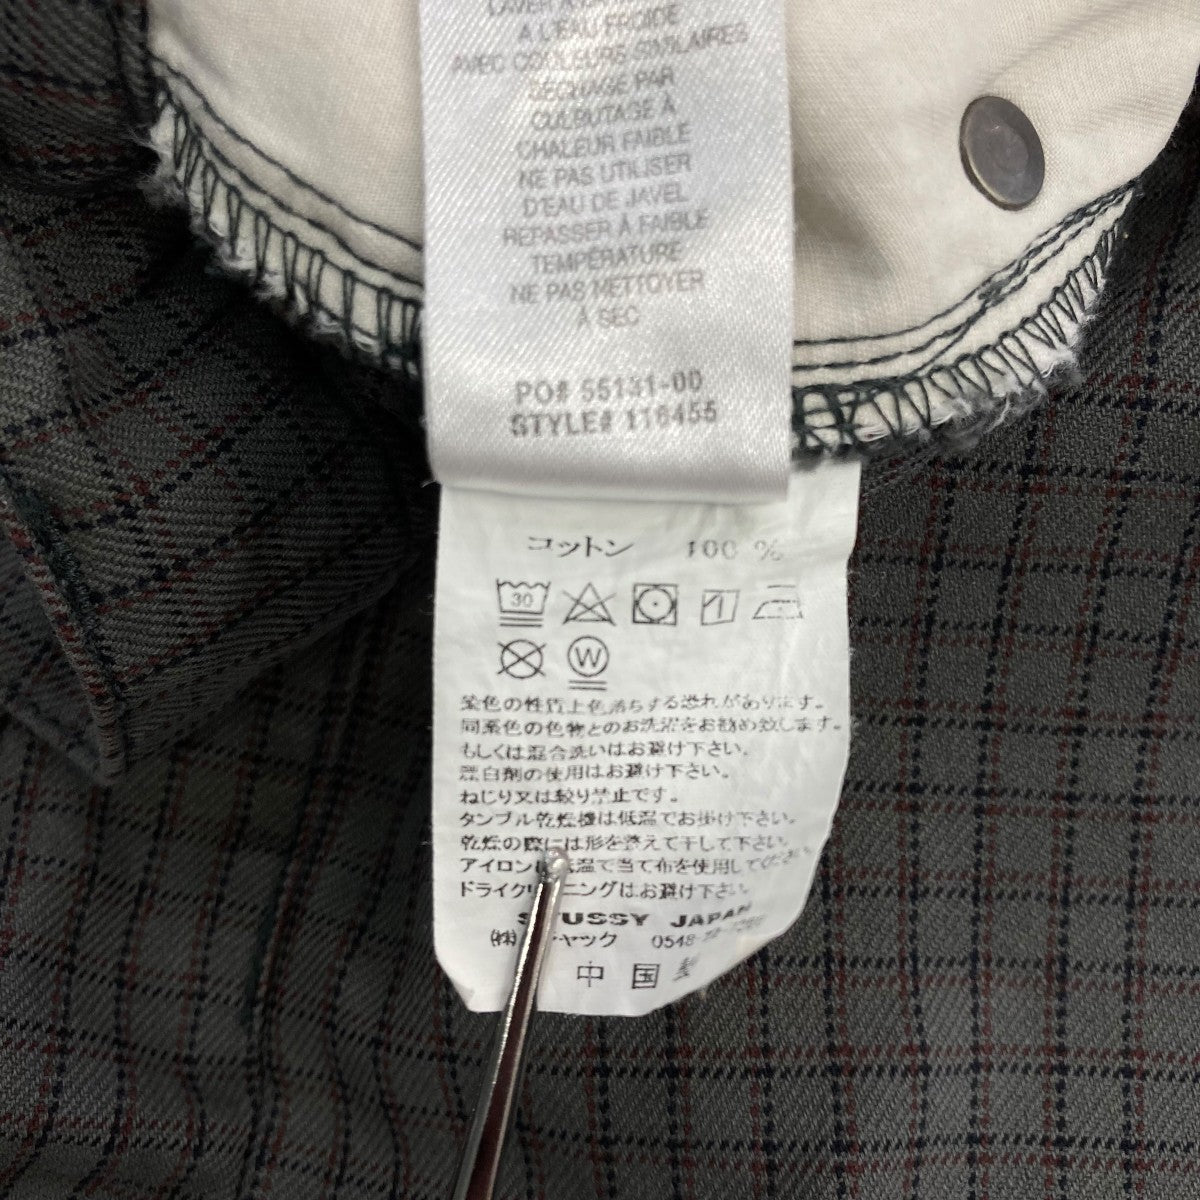 À L'EAU FROIDE
AVEC COULEURS SIMILAIRES
SÉCHAGE PAR
CULBUTAGE À
CHALEUR FAIBLE
NE PAS UTILISER
D'EAU DE JAVEL
REPASSER À FAIBLE
TEMPÉRATURE
NE PAS NETTOYER
À SEC
PO# 55131-00
STYLE# 116455
コットン 100 %
30
W
染色の性質上色落ちする恐れがあります。
同系色の色物とのお洗濯をお勧め致します。
もしくは混合洗いはお避け下さい。
漂白剤の使用はお避け下さい。
ねじり又は絞り禁止です。
タンブル乾燥機は低温でお掛け下さい。
乾燥の際には形を整えて干して下さい。
アイロンは低温で当て布を使用してください
ドライクリーニングはお避け下さい。
STUSSY JAPAN
(株) ャック 0548-
中国製